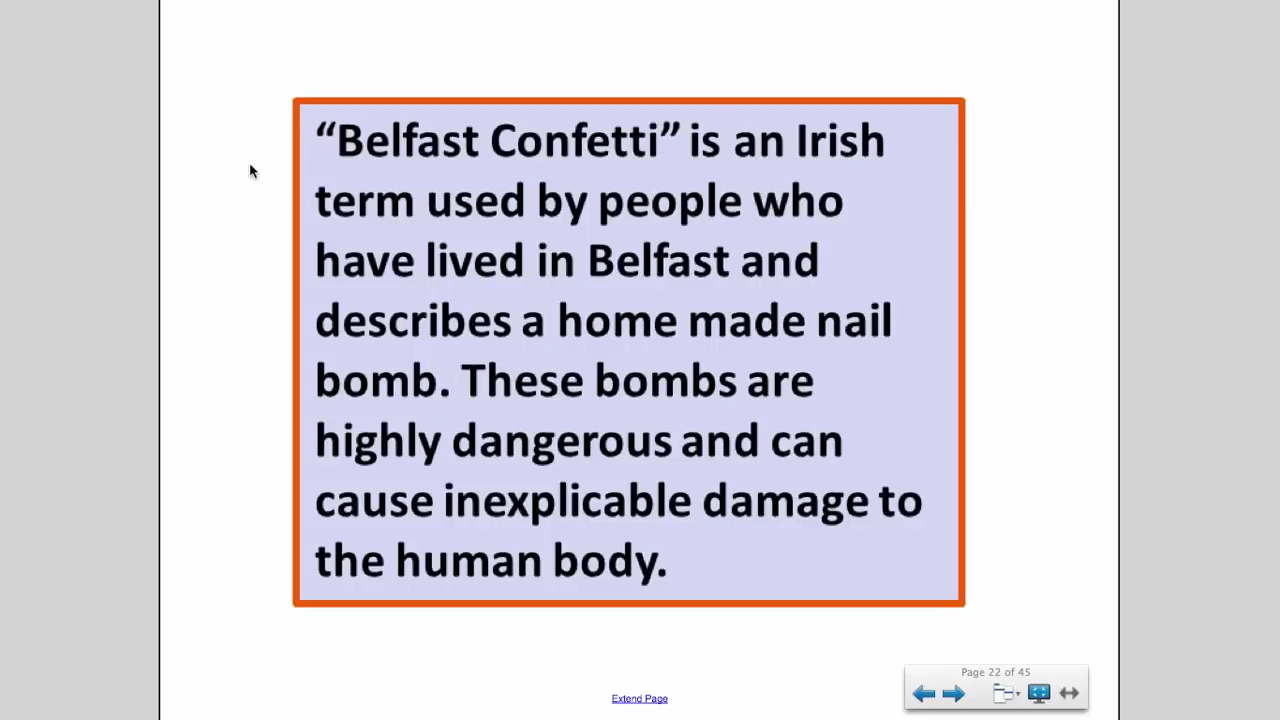 “Belfast Confetti” is an Irish
term used by people who
have lived in Belfast and
describes a home made nail
bomb. These bombs are
highly dangerous and can
cause inexplicable damage to
the human body.
Page 22 of 45
Extend Page